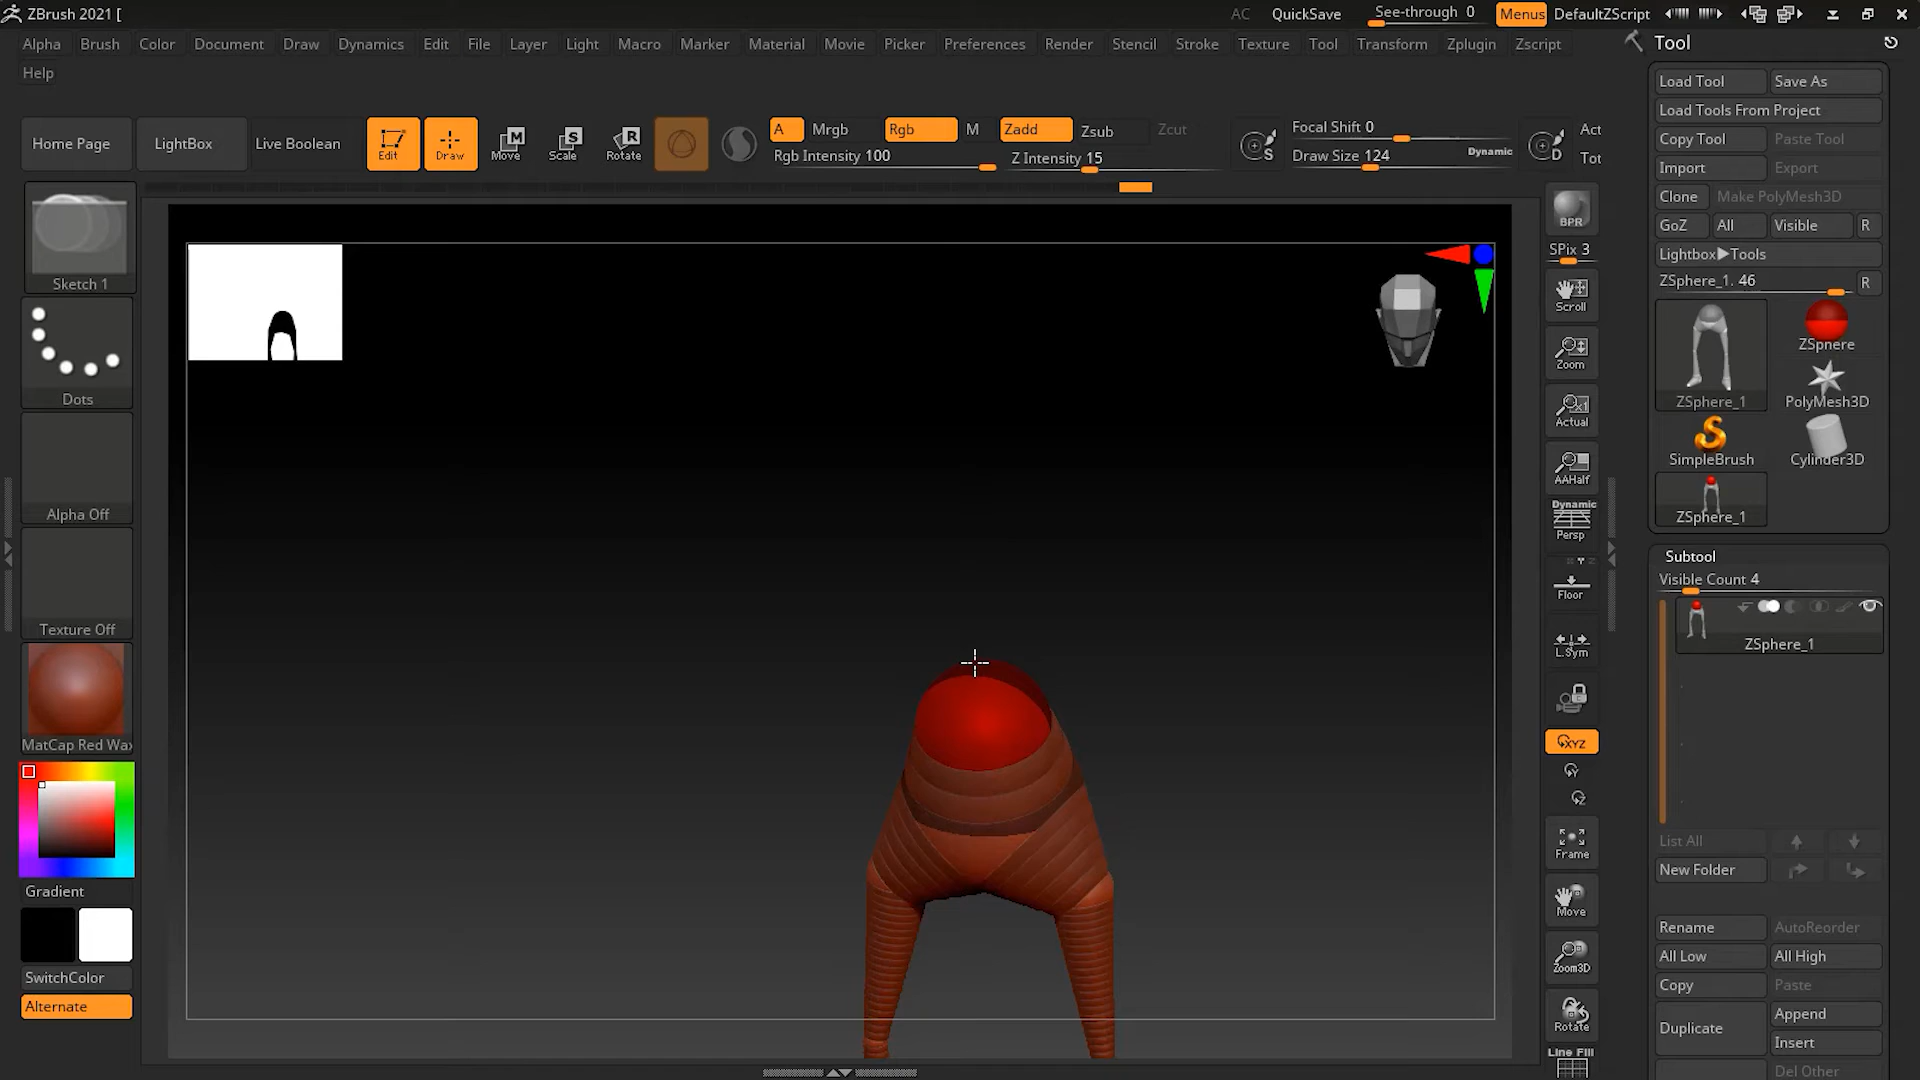 ZBrush 2021 [
AC QuickSave See-through 0 Menus DefaultZScript
Alpha Brush Color Document Draw Dynamics Edit File Layer Light Macro Marker Material Movie Picker Preferences Render Stencil Stroke Texture Tool Transform Zplugin Zscript
Help
Home Page LightBox Live Boolean Edit Draw Move Scale Rotate
A Mrgb Rgb M Zadd Zsub Zcut
Rgb Intensity 100 Z Intensity 15
Focal Shift 0
Draw Size 124 Dynamic
S D
Act
Tot
Sketch 1
Dots
Alpha Off
Texture Off
MatCap Red Wax
Gradient
SwitchColor
Alternate
BPR
SPix 3
Scroll
Zoom
Actual
AAHalf
Dynamic
Persp
Floor
L.Sym
XYZ
Y
Z
Frame
Move
Zoom3D
Rotate
Line Fill
Tool
Load Tool Save As
Load Tools From Project
Copy Tool Paste Tool
Import Export
Clone Make PolyMesh3D
GoZ All Visible R
Lightbox▶Tools
ZSphere_1. 46 R
ZSphere_1 ZSphere
PolyMesh3D
SimpleBrush Cylinder3D
ZSphere_1
Subtool
Visible Count 4
ZSphere_1
List All
New Folder
Rename AutoReorder
All Low All High
Copy Paste
Duplicate Append
Insert
Del Other